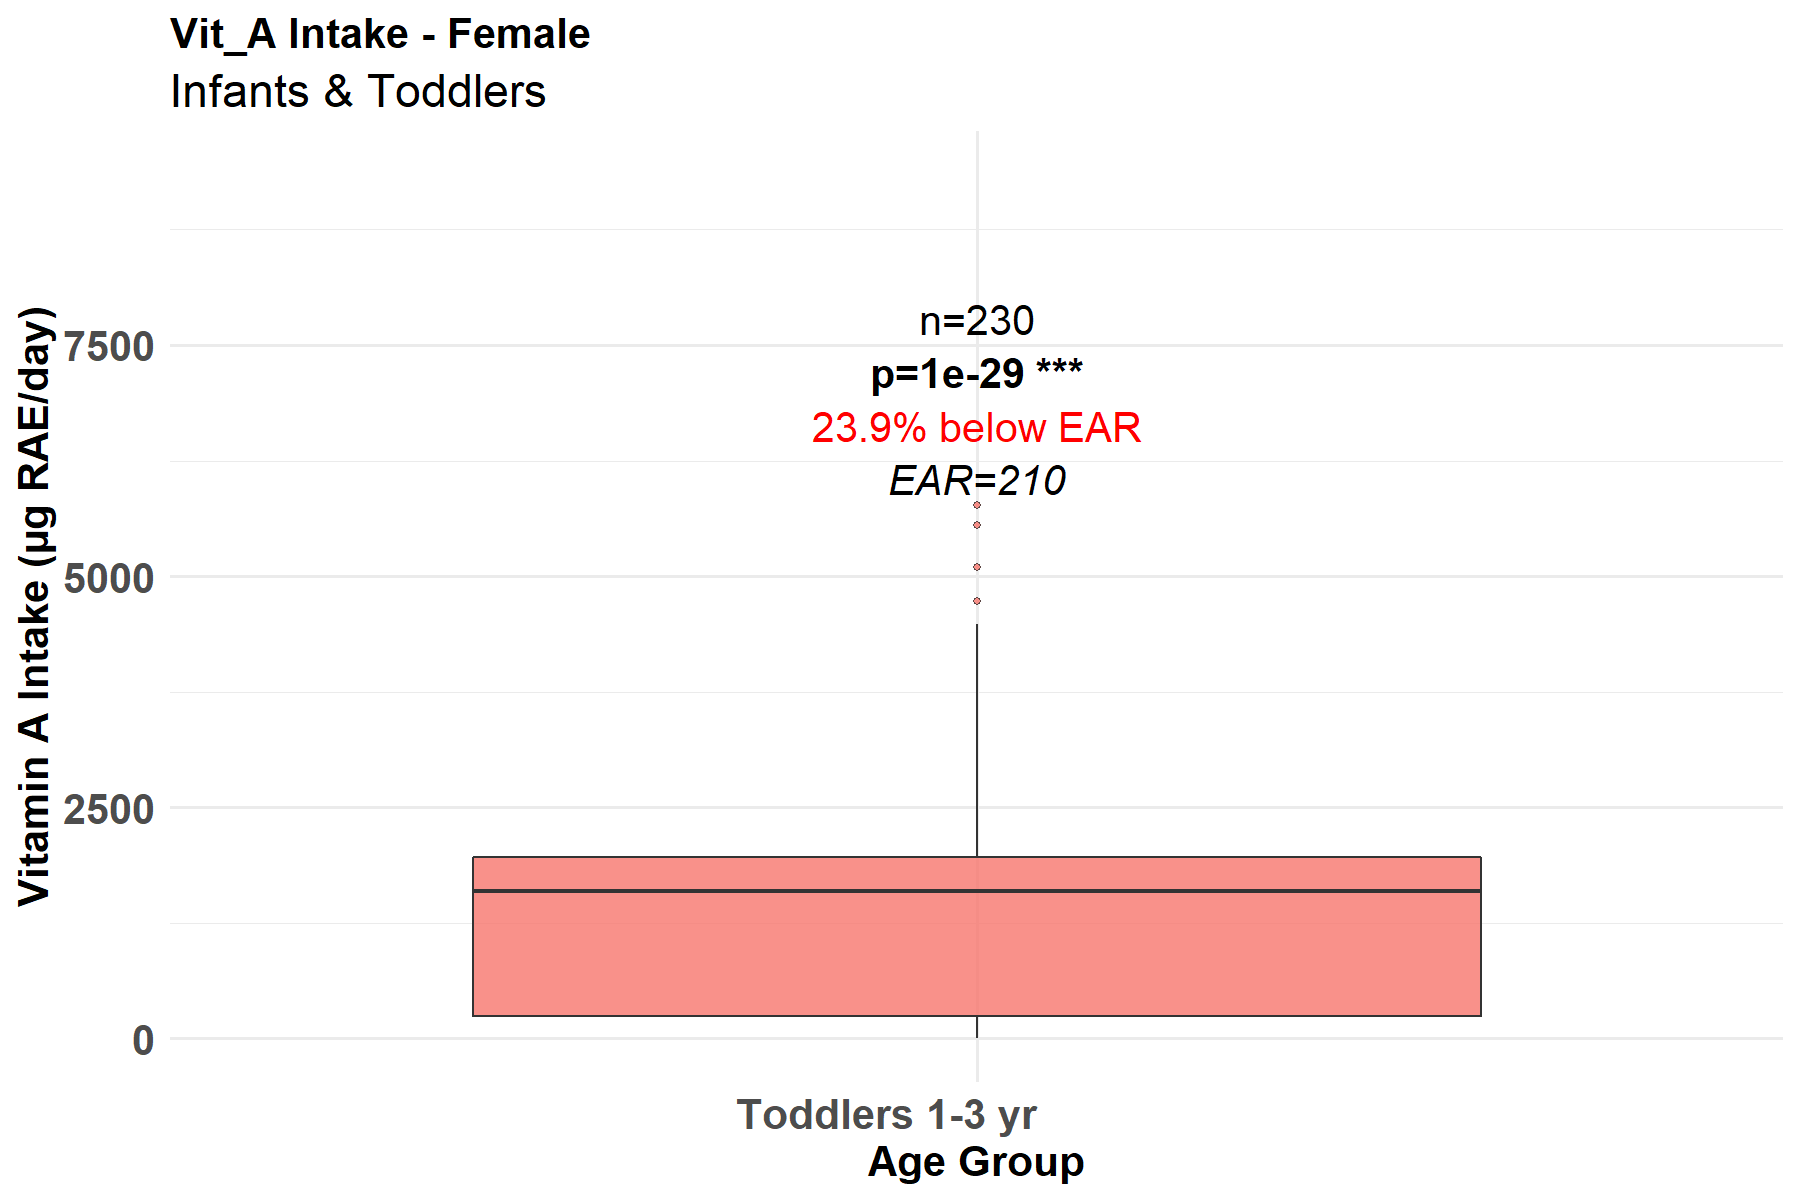 Vit_A Intake - Female
Infants & Toddlers
Vitamin A Intake (µg RAE/day)
7500
5000
2500
0
n=230
p=1e-29 ***
23.9% below EAR
EAR=210
Toddlers 1-3 yr
Age Group